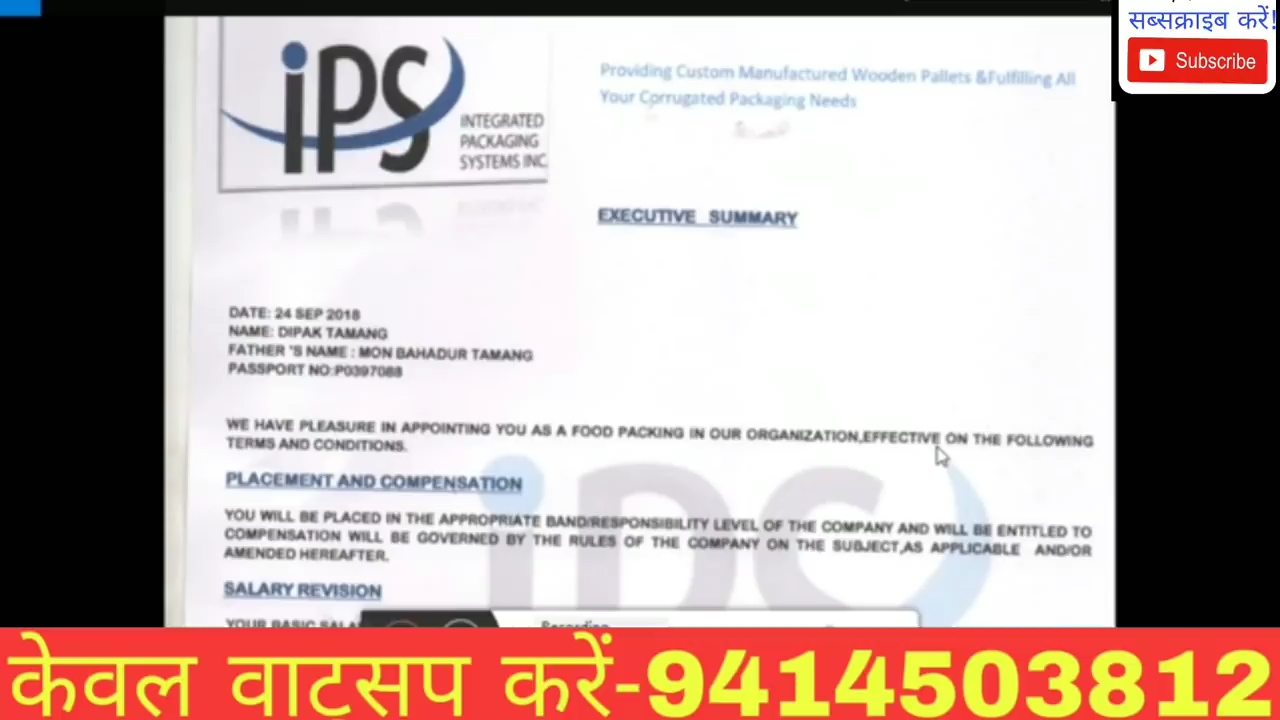 सब्सक्राइब करें!
Subscribe
iPS
INTEGRATED
PACKAGING
SYSTEMS INC.
Providing Custom Manufactured Wooden Pallets &Fulfilling All
Your Corrugated Packaging Needs
EXECUTIVE SUMMARY
DATE: 24 SEP 2018
NAME: DIPAK TAMANG
FATHER 'S NAME : MON BAHADUR TAMANG
PASSPORT NO:P0397088
WE HAVE PLEASURE IN APPOINTING YOU AS A FOOD PACKING IN OUR ORGANIZATION,EFFECTIVE ON THE FOLLOWING
TERMS AND CONDITIONS.
PLACEMENT AND COMPENSATION
YOU WILL BE PLACED IN THE APPROPRIATE BAND/RESPONSIBILITY LEVEL OF THE COMPANY AND WILL BE ENTITLED TO
COMPENSATION WILL BE GOVERNED BY THE RULES OF THE COMPANY ON THE SUBJECT,AS APPLICABLE AND/OR
AMENDED HEREAFTER.
SALARY REVISION
YOUR BASIC
केवल वाट्सप करें-9414503812